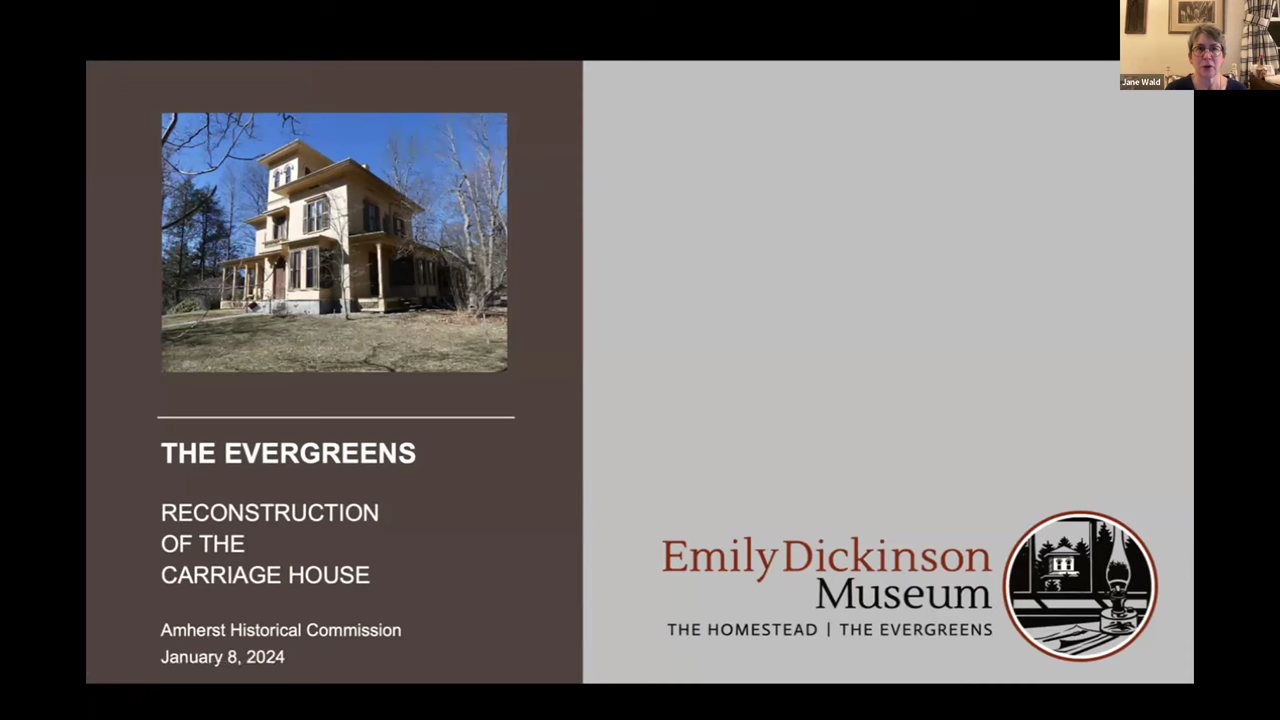 Jane Wald
THE EVERGREENS
RECONSTRUCTION
OF THE
CARRIAGE HOUSE
Amherst Historical Commission
January 8, 2024
Emily Dickinson
Museum
THE HOMESTEAD | THE EVERGREENS